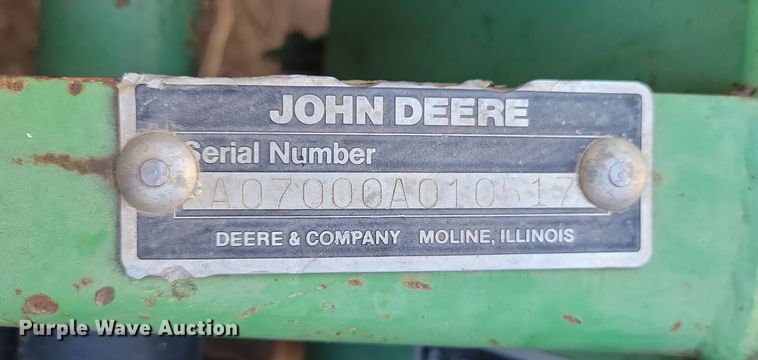 JOHN DEERE
Serial Number
A07000A010517
DEERE & COMPANY MOLINE, ILLINOIS
Purple Wave Auction